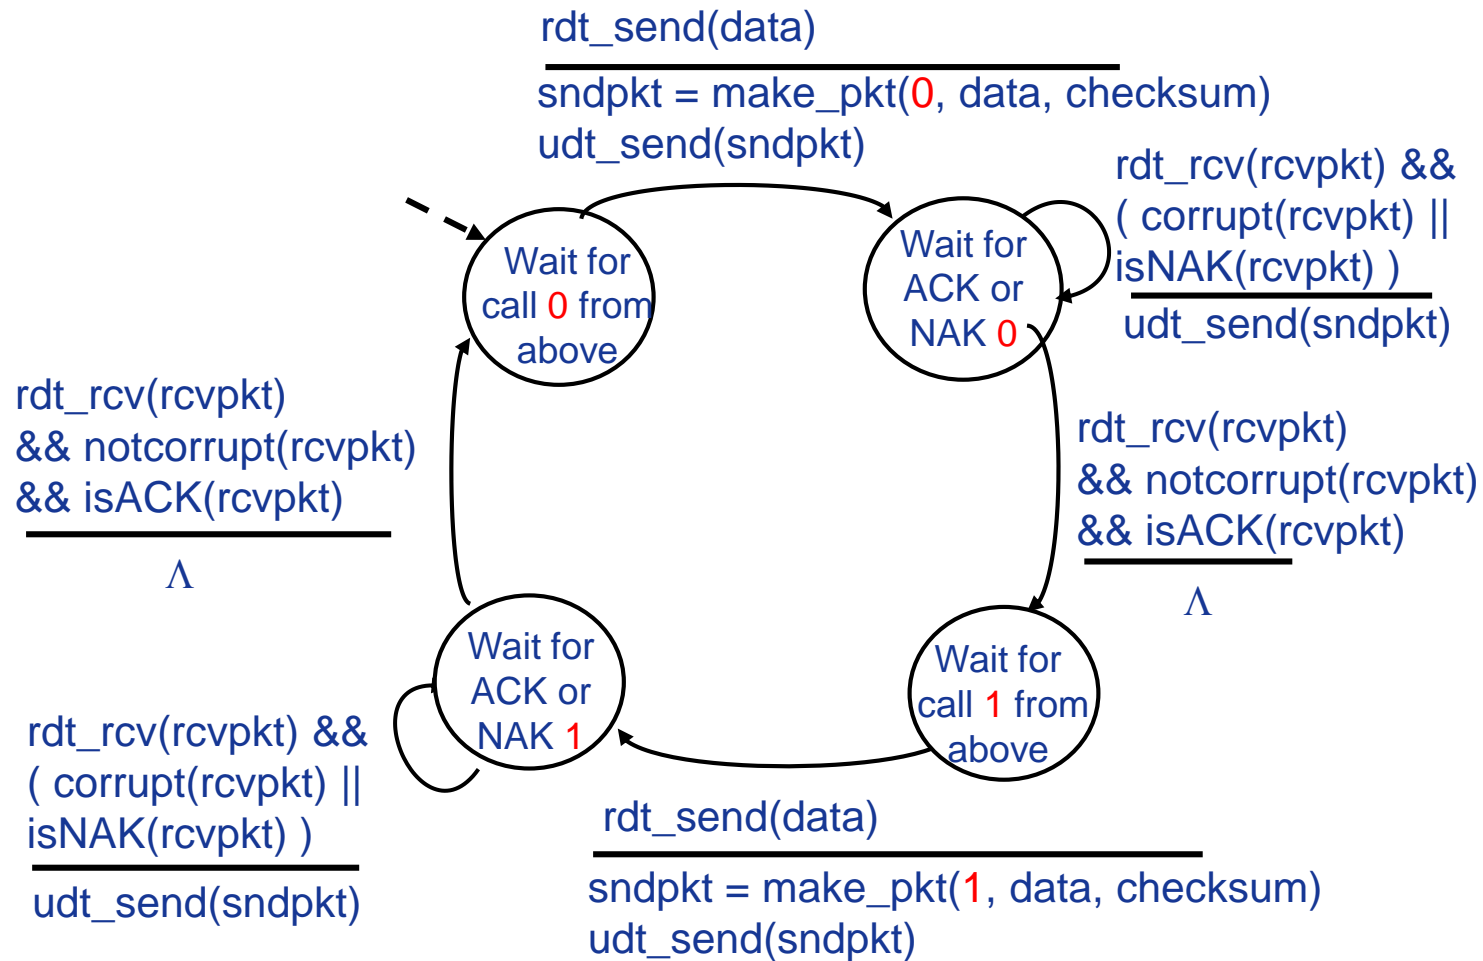 rdt_send(data)
sndpkt = make_pkt(0, data, checksum)
udt_send(sndpkt)
rdt_rcv(rcvpkt) &&
( corrupt(rcvpkt) ||
isNAK(rcvpkt) )
udt_send(sndpkt)
Wait for
call 0 from
above
Wait for
ACK or
NAK 0
rdt_rcv(rcvpkt)
&& notcorrupt(rcvpkt)
&& isACK(rcvpkt)
Λ
rdt_rcv(rcvpkt)
&& notcorrupt(rcvpkt)
&& isACK(rcvpkt)
Λ
Wait for
ACK or
NAK 1
Wait for
call 1 from
above
rdt_rcv(rcvpkt) &&
( corrupt(rcvpkt) ||
isNAK(rcvpkt) )
udt_send(sndpkt)
rdt_send(data)
sndpkt = make_pkt(1, data, checksum)
udt_send(sndpkt)